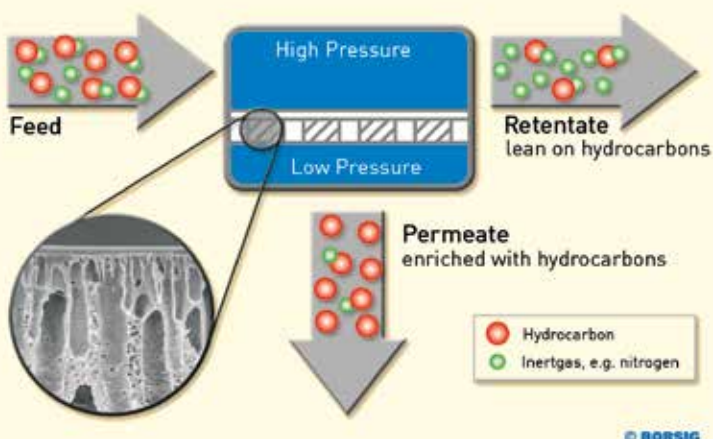 High Pressure
Feed
Retentate
lean on hydrocarbons
Low Pressure
Permeate
enriched with hydrocarbons
Hydrocarbon
Inertgas, e.g. nitrogen
© BORSIG